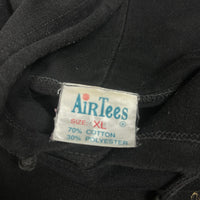 AirTees
SIZE: XL
70% COTTON
30% POLYESTER